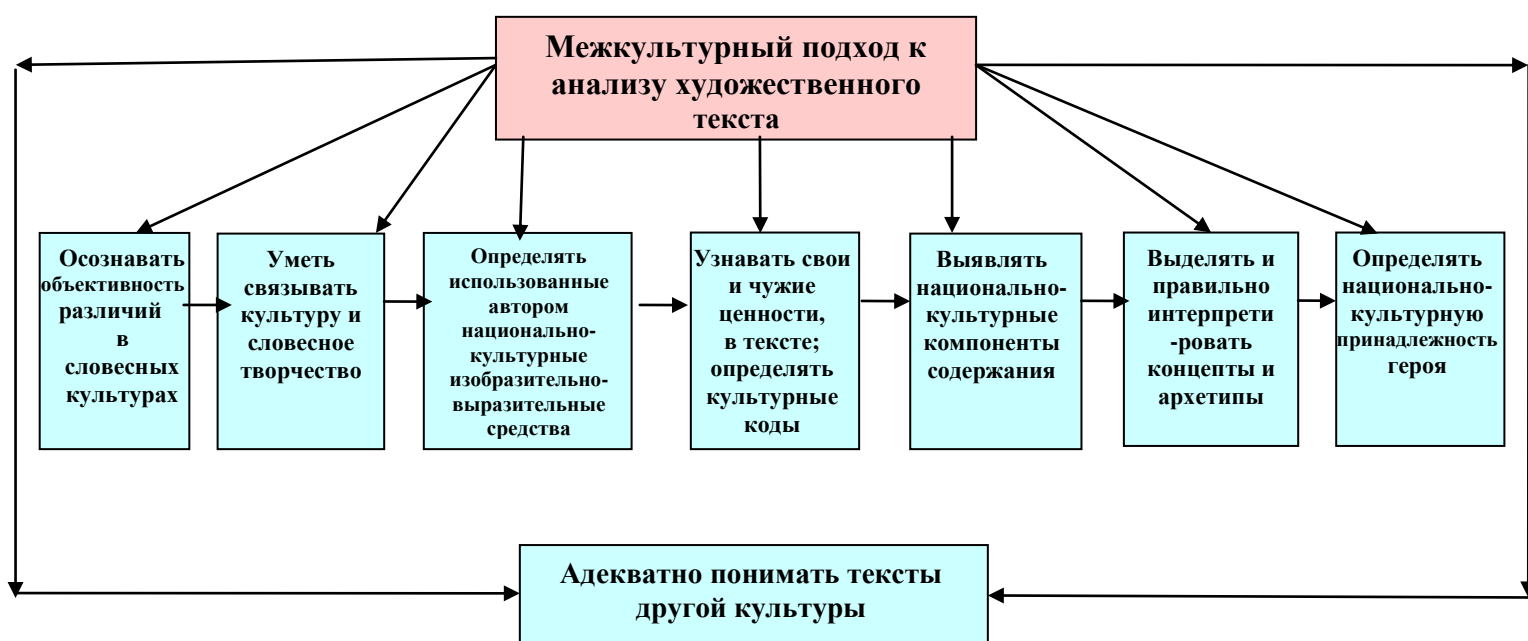 Межкультурный подход к
анализу художественного
текста
Осознавать
объективность
различий
в
словесных
культурах
Уметь
связывать
культуру и
словесное
творчество
Определять
использованные
автором
национально-
культурные
изобразительно-
выразительные
средства
Узнавать свои
и чужие
ценности,
в тексте;
определять
культурные
коды
Выявлять
национально-
культурные
компоненты
содержания
Выделять и
правильно
интерпрети
-ровать
концепты и
архетипы
Определять
национально-
культурную
принадлежность
героя
Адекватно понимать тексты
другой культуры